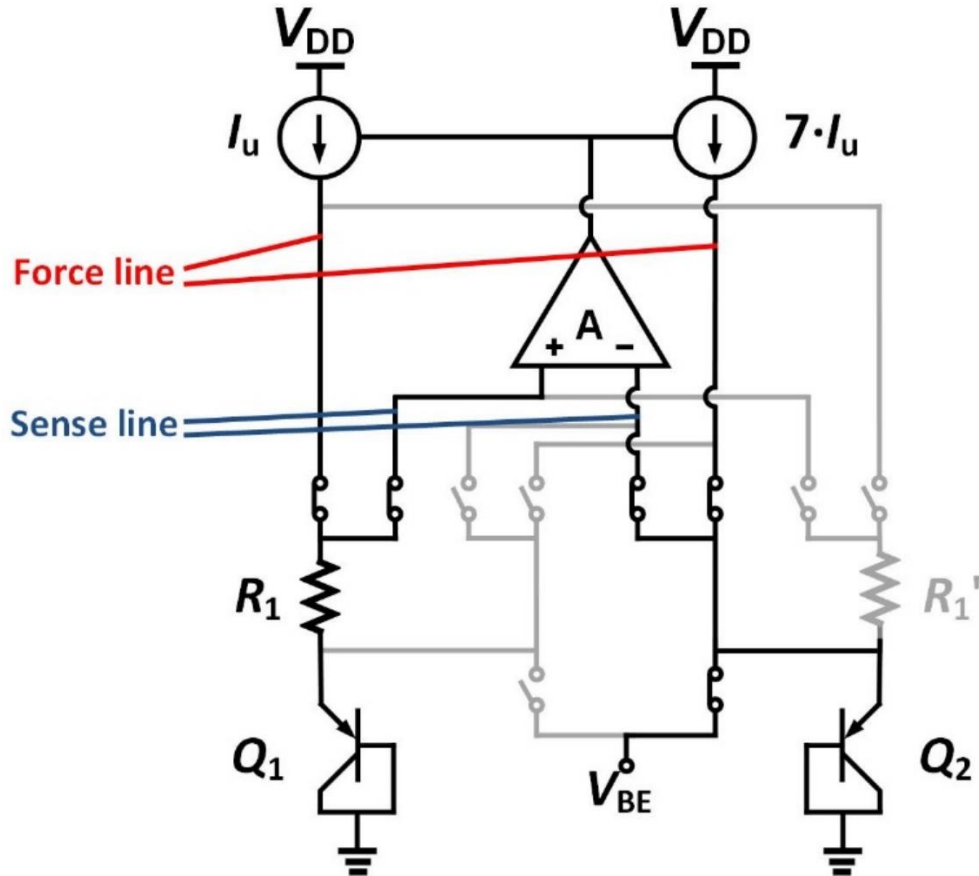 VDD VDD
Iu 7·Iu
Force line
A
+ −
Sense line
R1 R1'
Q1 VBE Q2